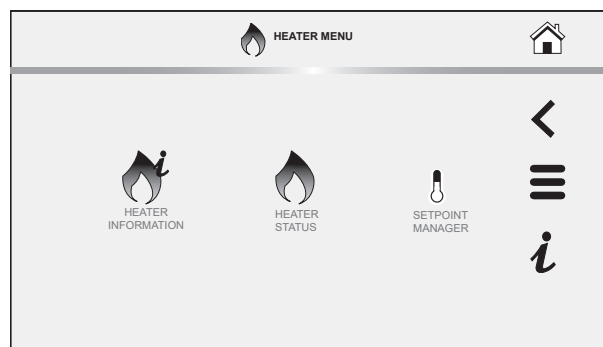 HEATER MENU
HEATER
INFORMATION
HEATER
STATUS
SETPOINT
MANAGER